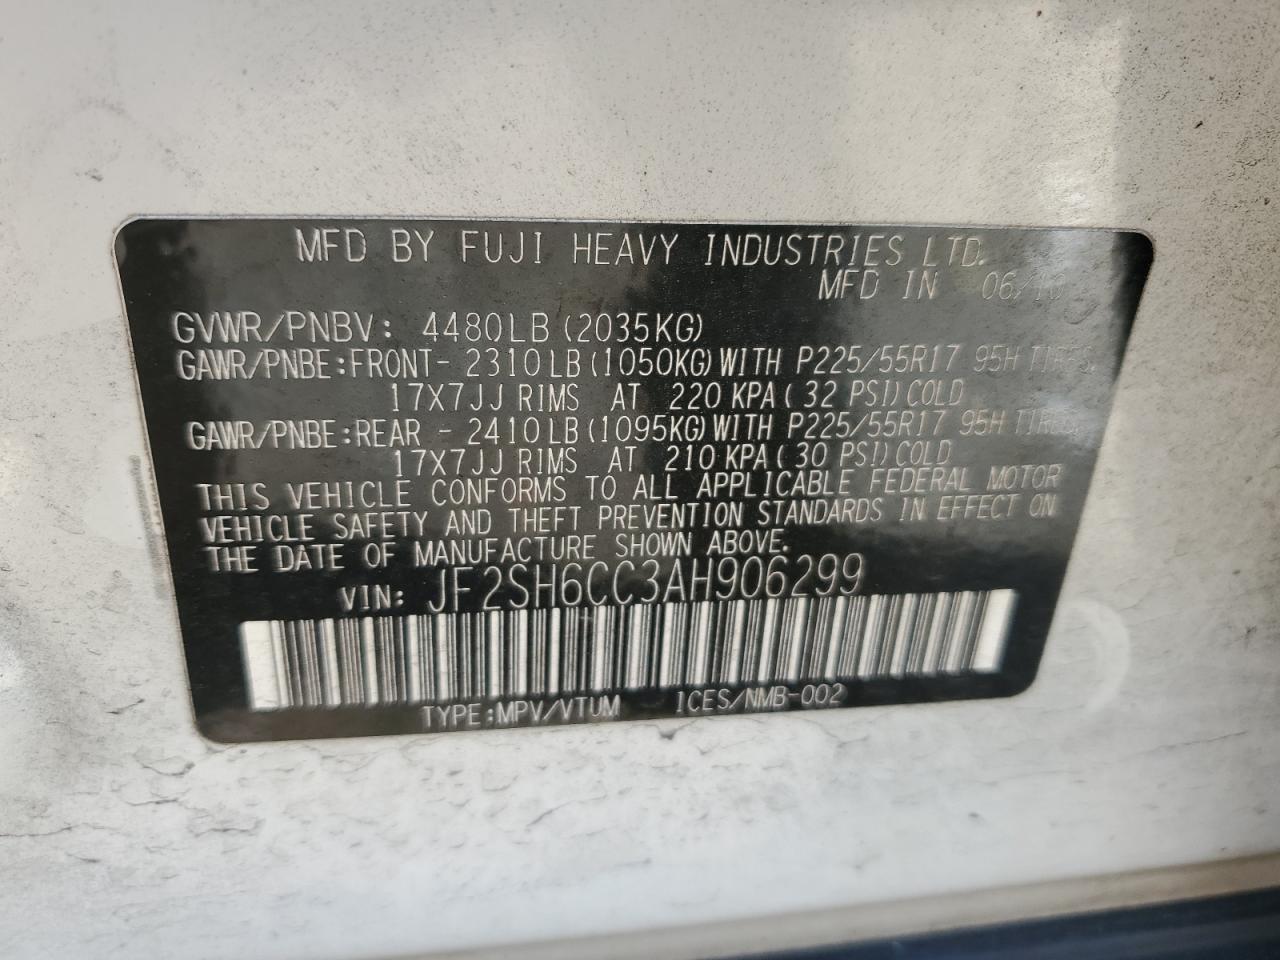 MFD BY FUJI HEAVY INDUSTRIES LTD.
MFD IN 06/10
GVWR/PNBV: 4480LB (2035KG)
GAWR/PNBE:FRONT- 2310LB(1050KG)WITH P225/55R17 95H TIRES,
17X7JJ RIMS AT 220 KPA( 32 PSI)COLD
GAWR/PNBE:REAR - 2410LB(1095KG)WITH P225/55R17 95H TIRES,
17X7JJ RIMS AT 210 KPA( 30 PSI)COLD
THIS VEHICLE CONFORMS TO ALL APPLICABLE FEDERAL MOTOR
VEHICLE SAFETY AND THEFT PREVENTION STANDARDS IN EFFECT ON
THE DATE OF MANUFACTURE SHOWN ABOVE.
VIN: JF2SH6CC3AH906299
TYPE:MPV/VTUM ICES/NMB-002